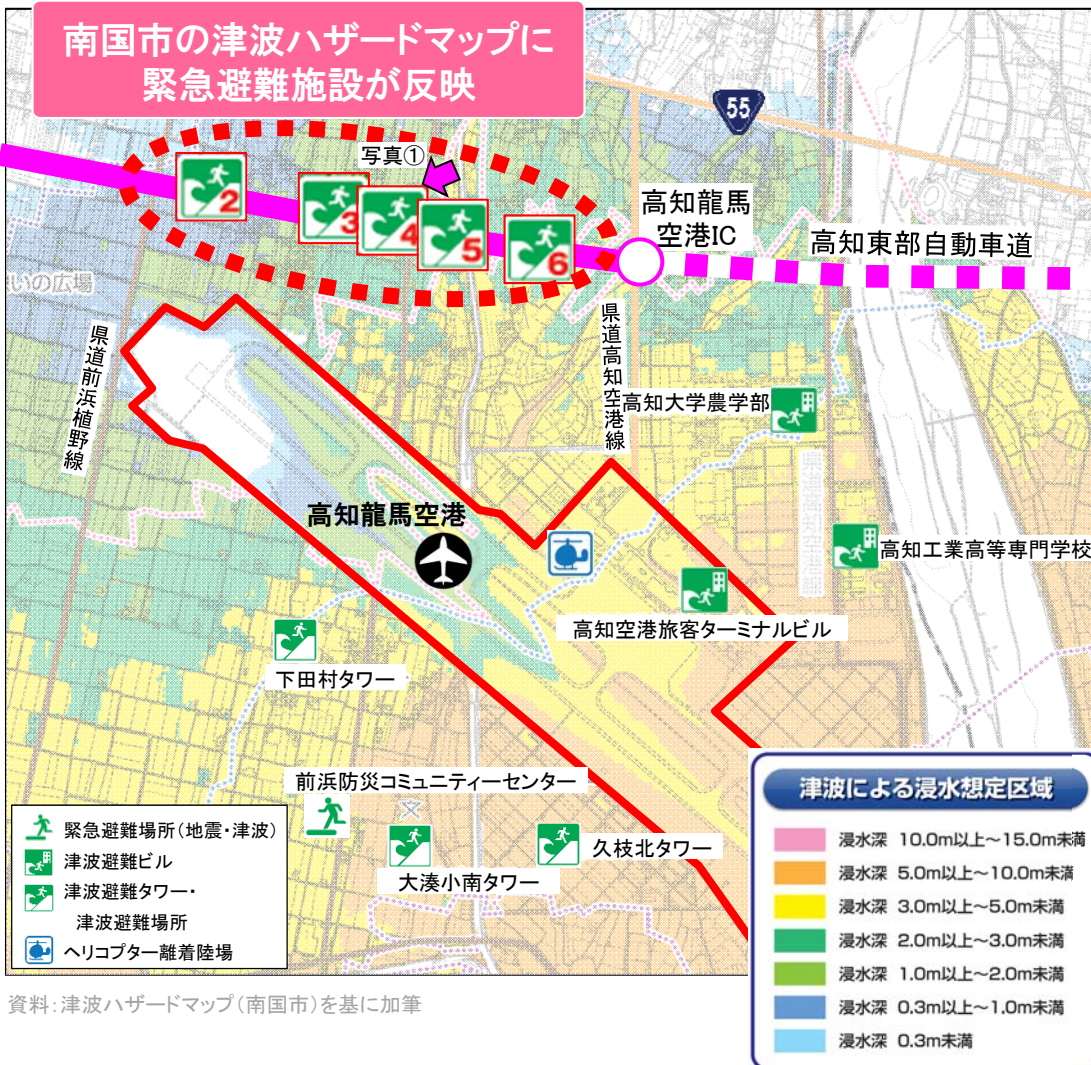 南国市の津波ハザードマップに
緊急避難施設が反映
55
写真①
2
3
4
5
6
高知龍馬
空港IC
高知東部自動車道
いの広場
県道前浜植野線
県道高知空港線
高知大学農学部
高知龍馬空港
高知工業高等専門学校
高知空港旅客ターミナルビル
下田村タワー
前浜防災コミュニティーセンター
久枝北タワー
大湊小南タワー
緊急避難場所(地震・津波)
津波避難ビル
津波避難タワー・
津波避難場所
ヘリコプター離着陸場
津波による浸水想定区域
浸水深 10.0m以上～15.0m未満
浸水深 5.0m以上～10.0m未満
浸水深 3.0m以上～5.0m未満
浸水深 2.0m以上～3.0m未満
浸水深 1.0m以上～2.0m未満
浸水深 0.3m以上～1.0m未満
浸水深 0.3m未満
資料:津波ハザードマップ(南国市)を基に加筆